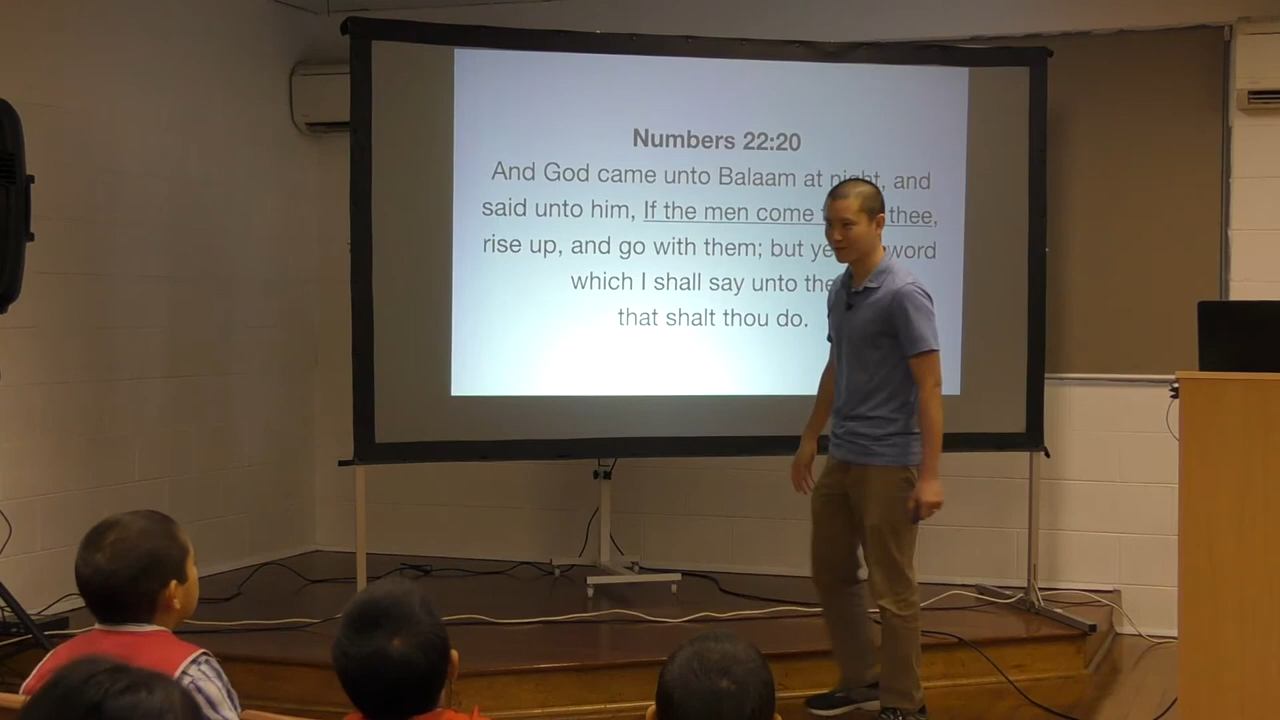 Numbers 22:20
And God came unto Balaam at night, and
said unto him, If the men come thee,
rise up, and go with them; but word
which I shall say unto
that shalt thou do.